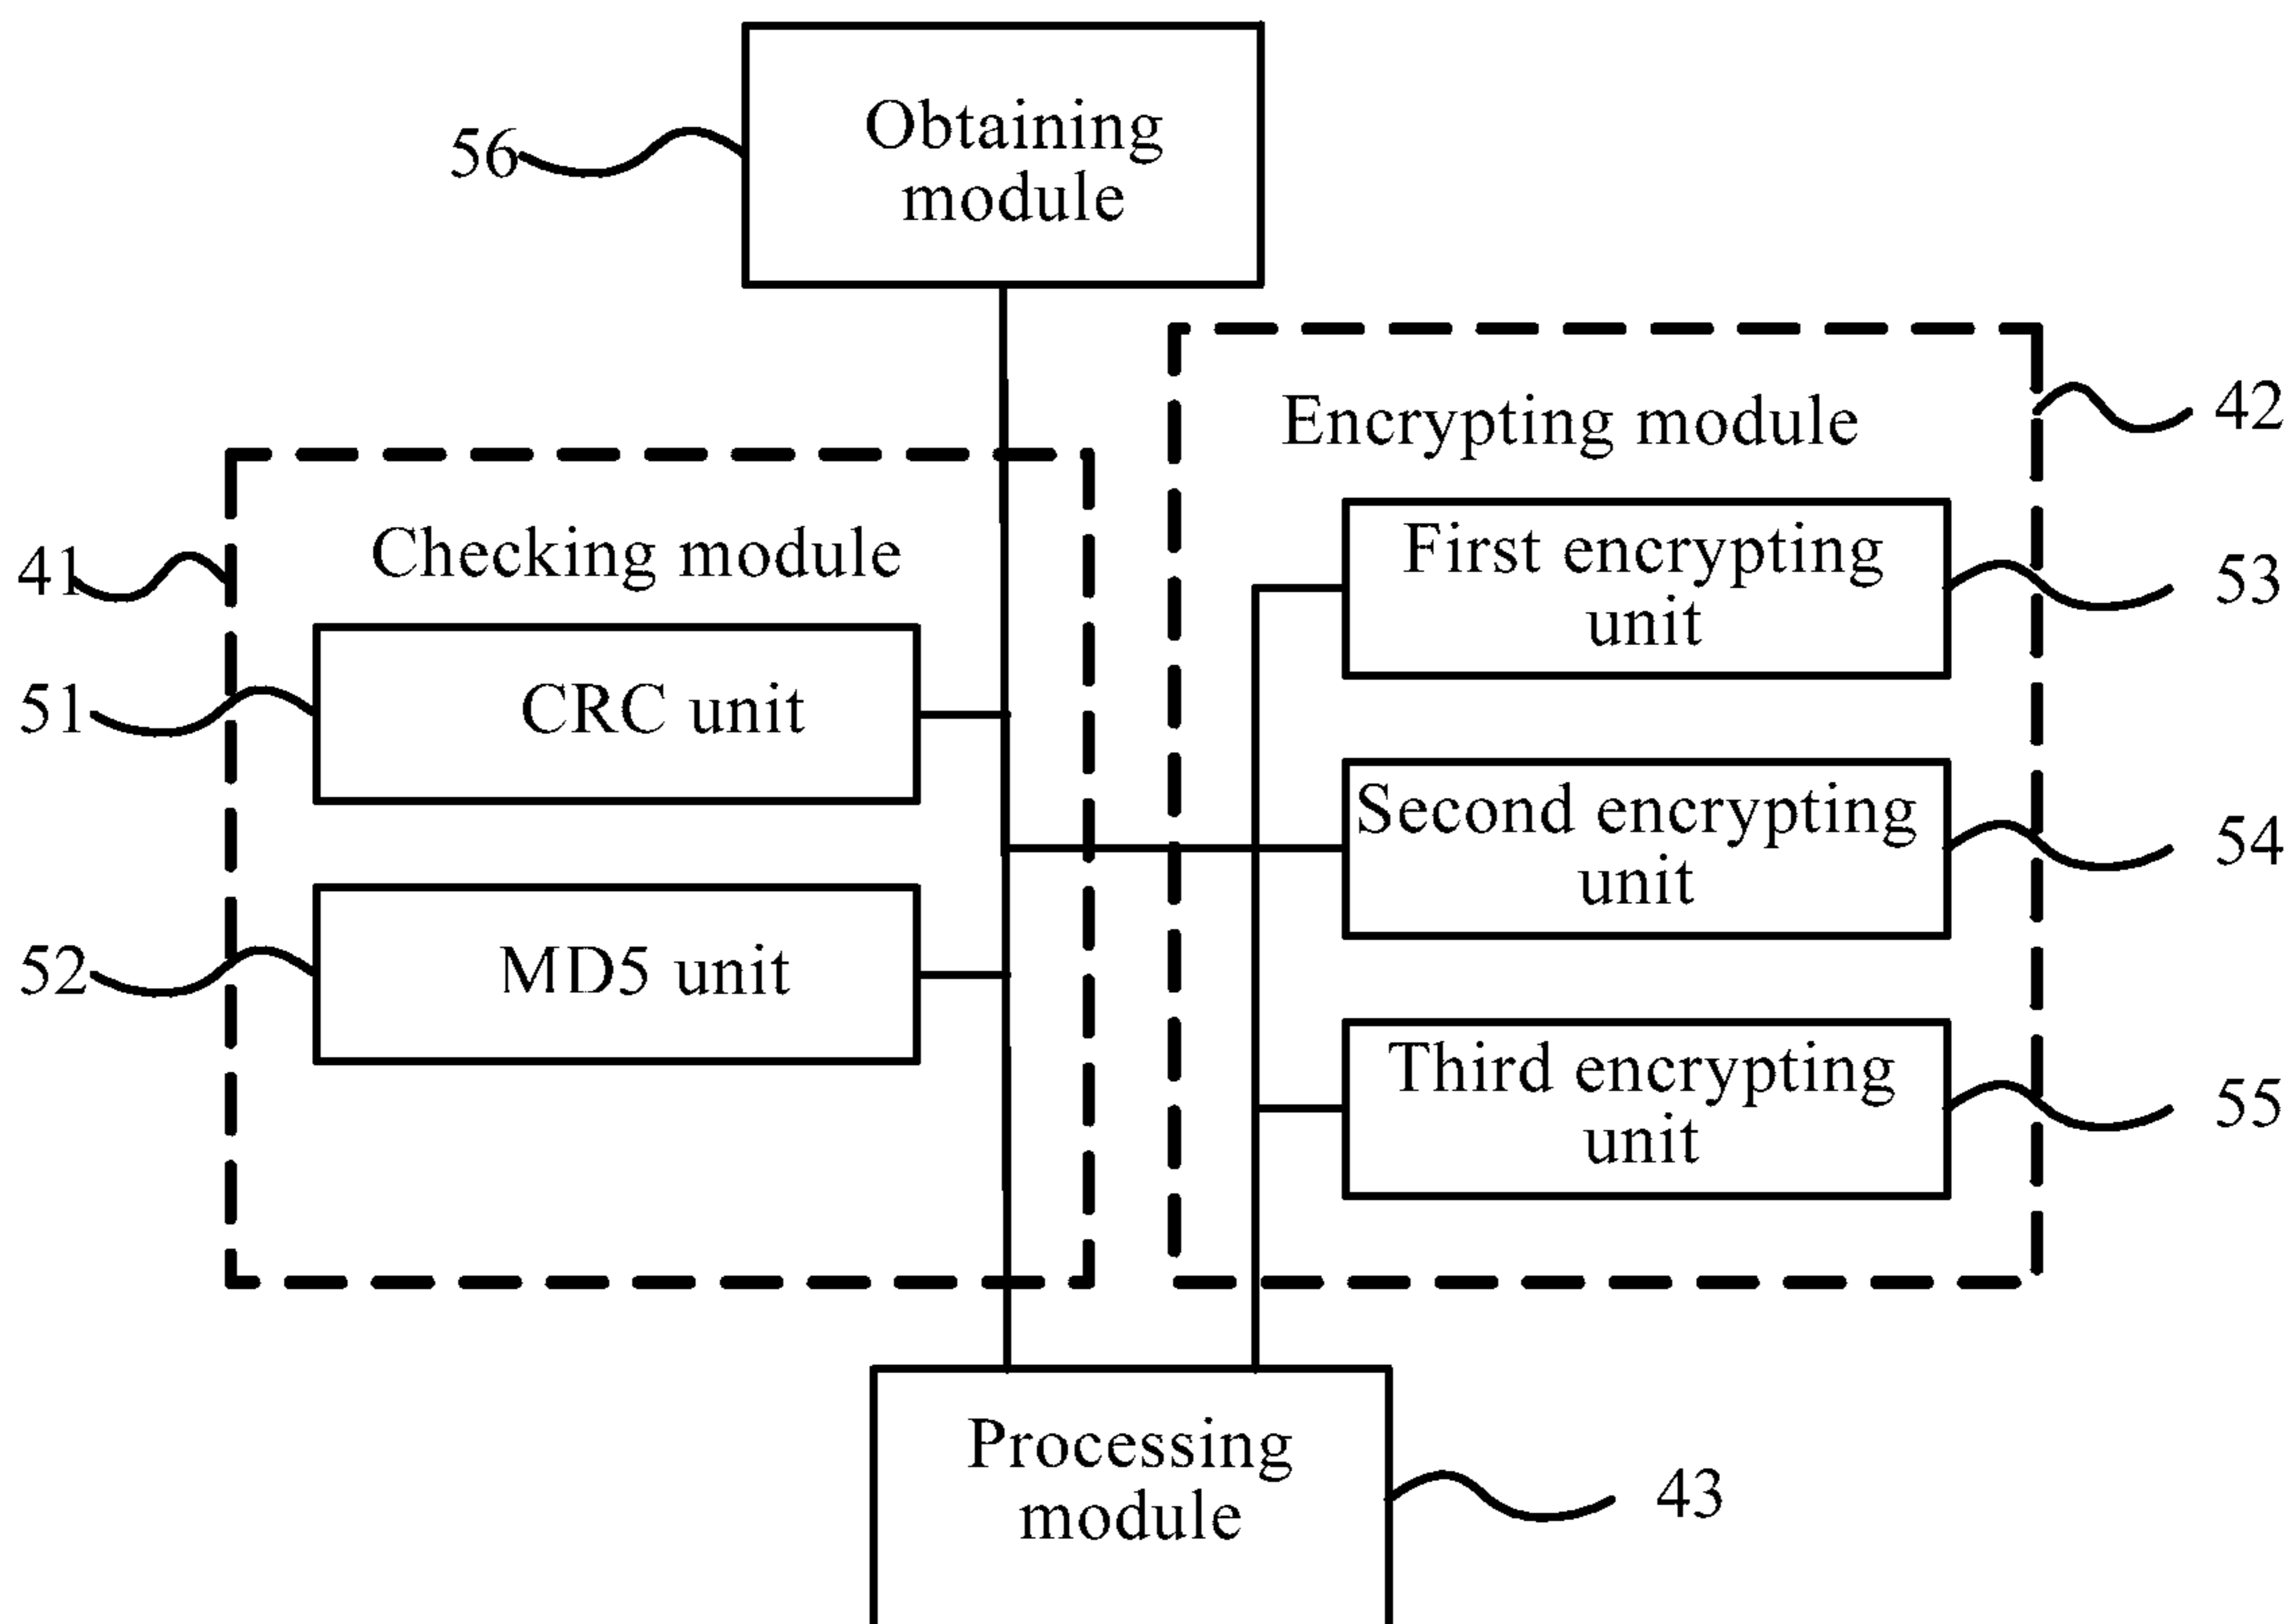 Obtaining
module
56
Encrypting module
42
Checking module
41
First encrypting
unit
53
CRC unit
51
Second encrypting
unit
54
MD5 unit
52
Third encrypting
unit
55
Processing
module
43